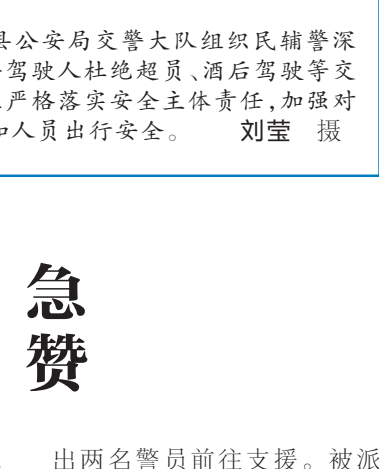 县公安局交警大队组织民辅警深
驾驶人杜绝超员、酒后驾驶等交
严格落实安全主体责任,加强对
和人员出行安全。 刘莹 摄
急
赞
出两名警员前往支援。被派